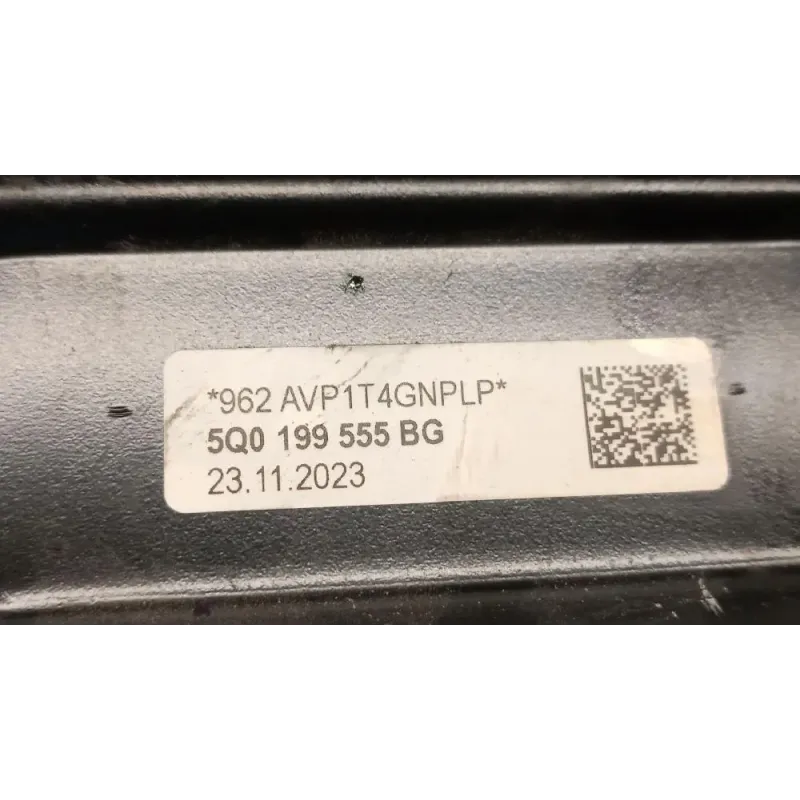 *962 AVP1T4GNPLP*
5Q0 199 555 BG
23.11.2023